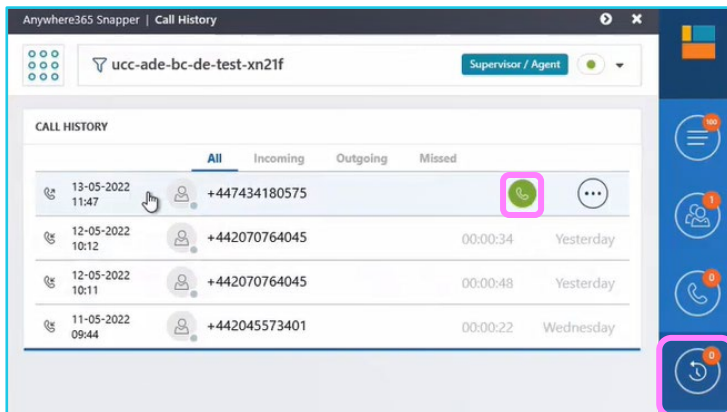 Anywhere365 Snapper | Call History
ucc-ade-bc-de-test-xn21f Supervisor / Agent
CALL HISTORY
All Incoming Outgoing Missed
13-05-2022
11:47
+447434180575
12-05-2022
10:12
+442070764045 00:00:34 Yesterday
12-05-2022
10:11
+442070764045 00:00:48 Yesterday
11-05-2022
09:44
+442045573401 00:00:22 Wednesday
100
1
0
0